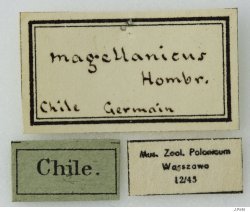 magellanicus
Hombr.
Chile Germain
Chile.
Mus. Zool. Polonicum
Warszawa
12/45